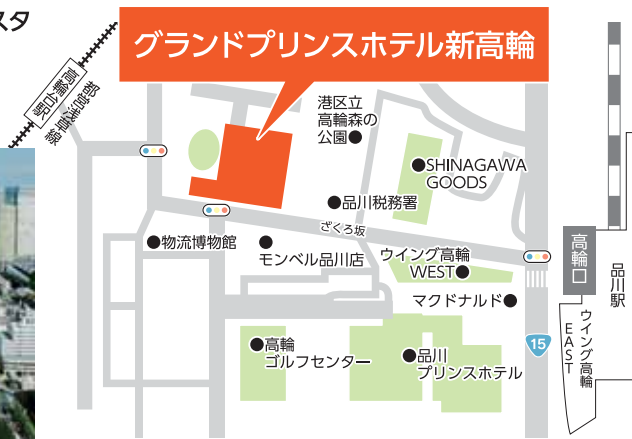 スタ
グランドプリンスホテル新高輪
高輪台駅
都営浅草線
港区立
高輪森の
公園
SHINAGAWA
GOODS
品川税務署
ざくろ坂
物流博物館
モンベル品川店
ウイング高輪
WEST
高輪口
品川駅
マクドナルド
ウイング高輪
EAST
15
高輪
ゴルフセンター
品川
プリンスホテル